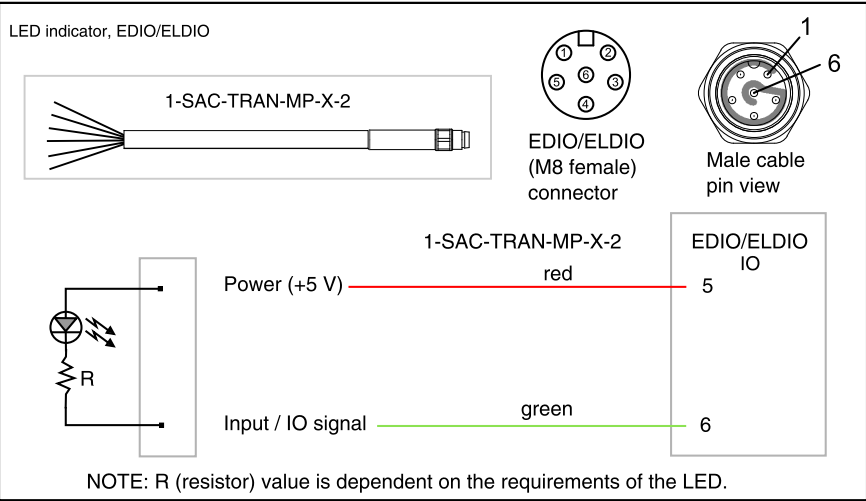 LED indicator, EDIO/ELDIO
1-SAC-TRAN-MP-X-2
1
2
5
6
3
4
EDIO/ELDIO
(M8 female)
connector
1
6
Male cable
pin view
1-SAC-TRAN-MP-X-2
EDIO/ELDIO
IO
Power (+5 V)
red
5
R
Input / IO signal
green
6
NOTE: R (resistor) value is dependent on the requirements of the LED.